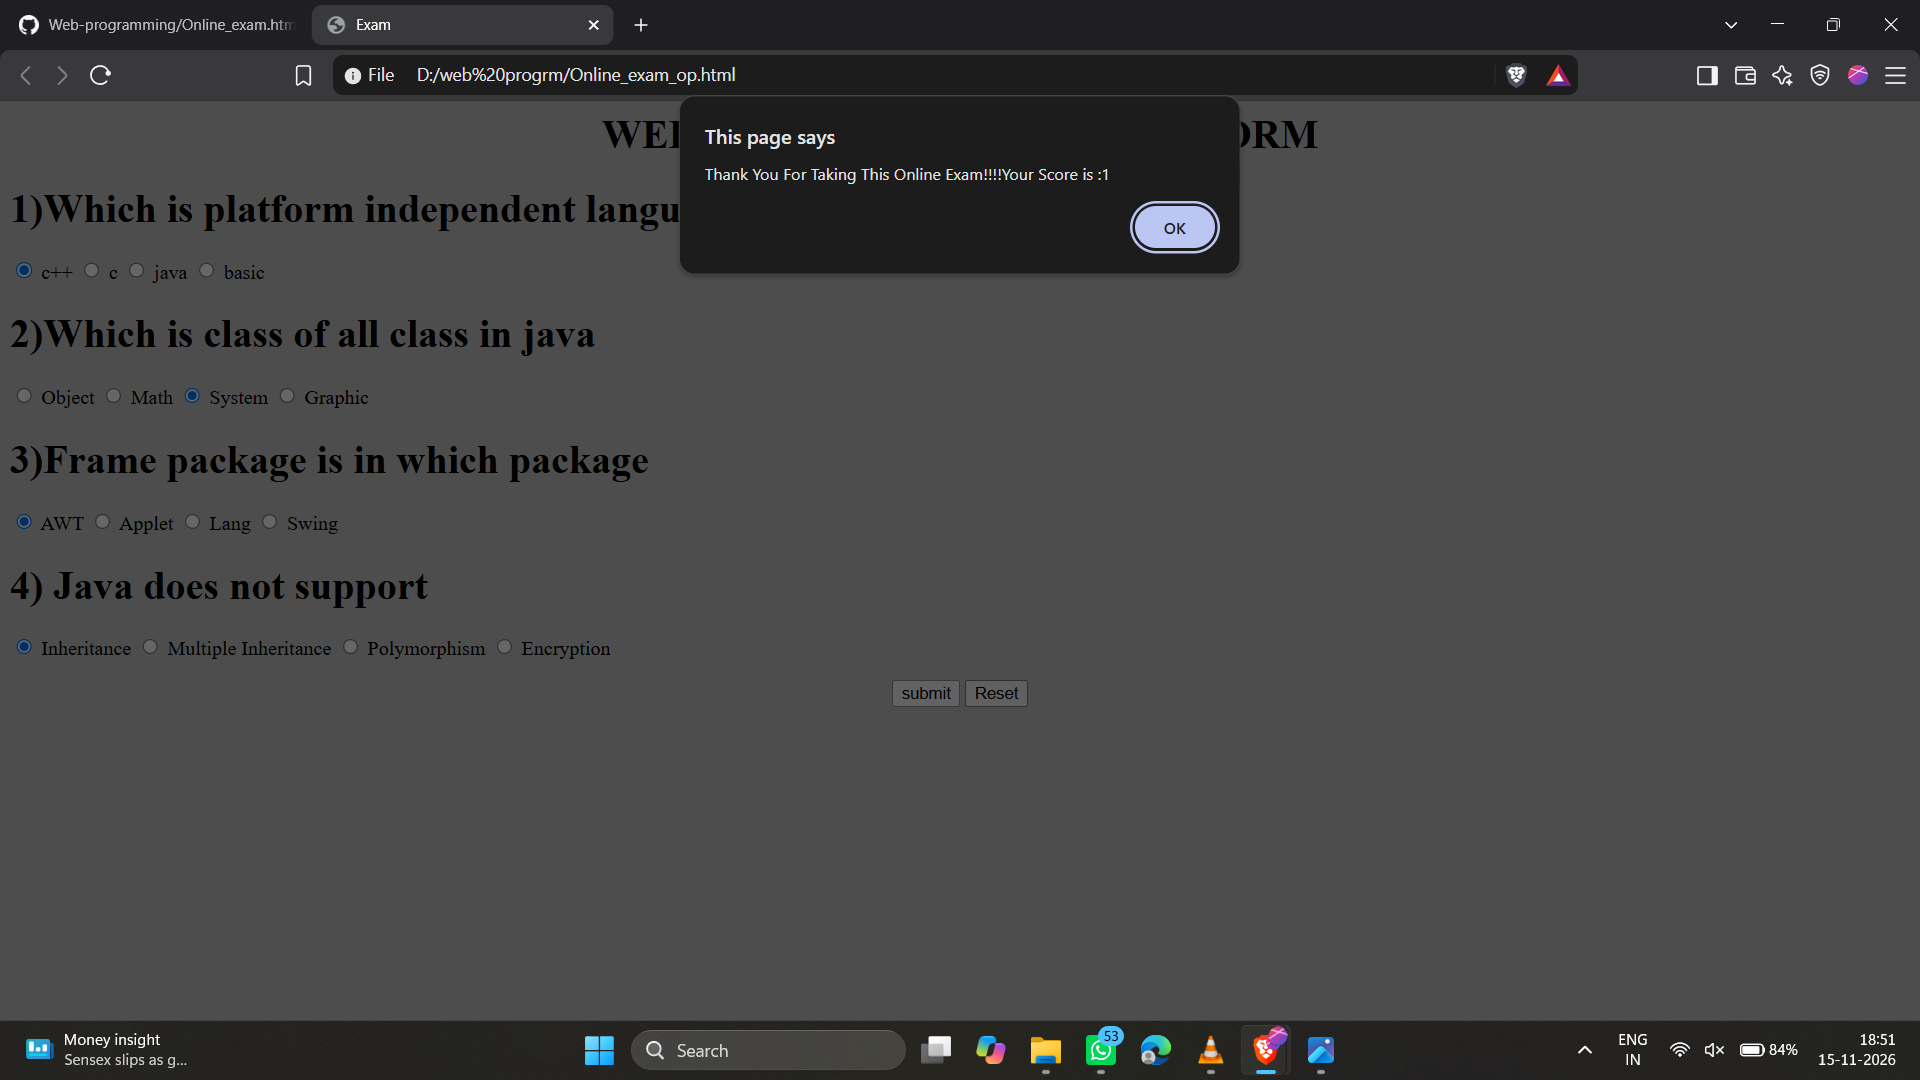 Web-programming/Online_exam.htm
Exam
File D:/web%20progrm/Online_exam_op.html
This page says
Thank You For Taking This Online Exam!!!!Your Score is :1
OK
1)Which is platform independent langu
c++ c java basic
2)Which is class of all class in java
Object Math System Graphic
3)Frame package is in which package
AWT Applet Lang Swing
4) Java does not support
Inheritance Multiple Inheritance Polymorphism Encryption
submit Reset
Money insight
Sensex slips as g...
Search
53
ENG
IN
84%
18:51
15-11-2026